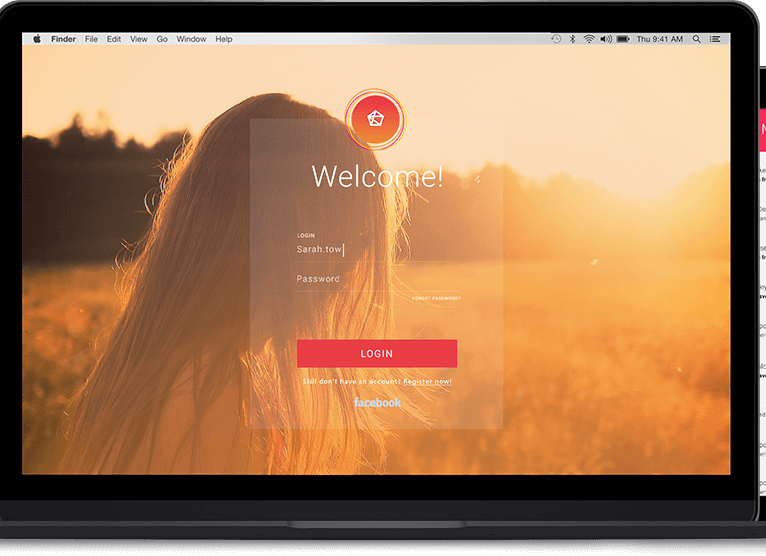 Finder File Edit View Go Window Help Thu 9:41 AM
Welcome!
LOGIN
Sarah.tow
Password
FORGOT PASSWORD?
LOGIN
Still don't have an account? Register now!
facebook